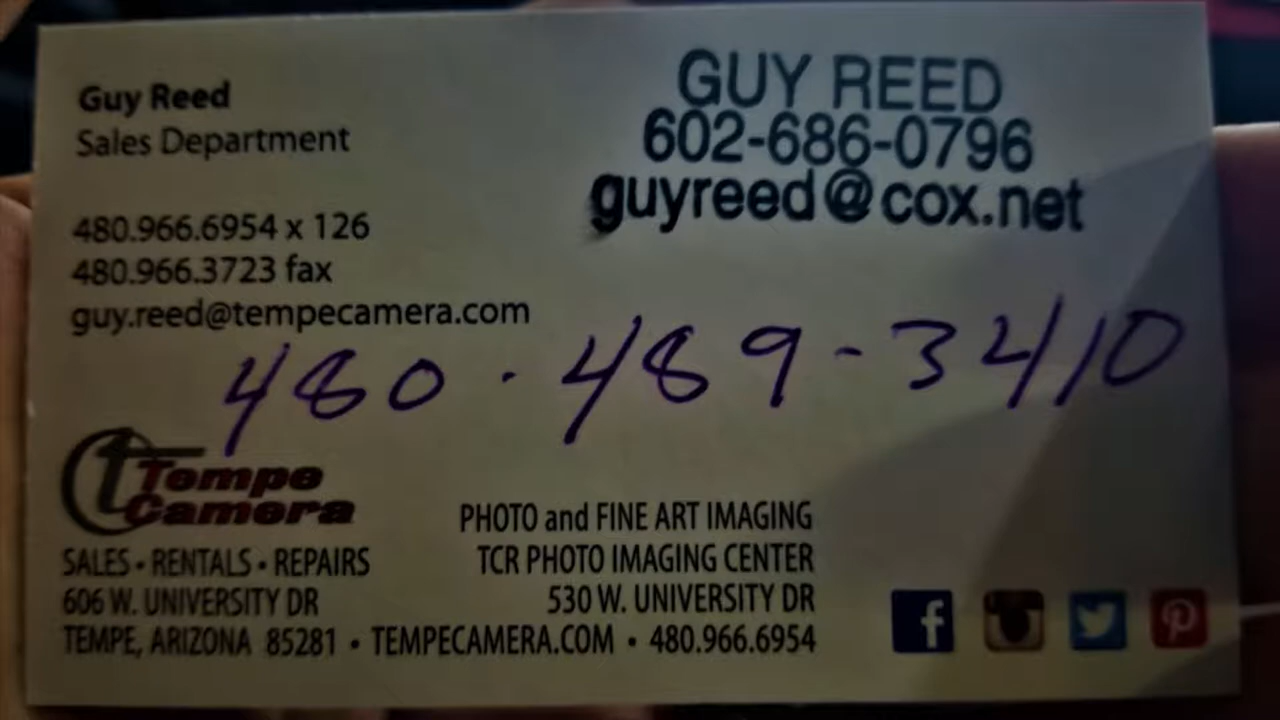 Guy Reed
Sales Department
480.966.6954 x 126
480.966.3723 fax
guy.reed@tempecamera.com
GUY REED
602-686-0796
guyreed@cox.net
480 · 489-3410
Tempe
Camera
SALES • RENTALS • REPAIRS
606 W. UNIVERSITY DR
PHOTO and FINE ART IMAGING
TCR PHOTO IMAGING CENTER
530 W. UNIVERSITY DR
TEMPE, ARIZONA 85281 • TEMPECAMERA.COM • 480.966.6954